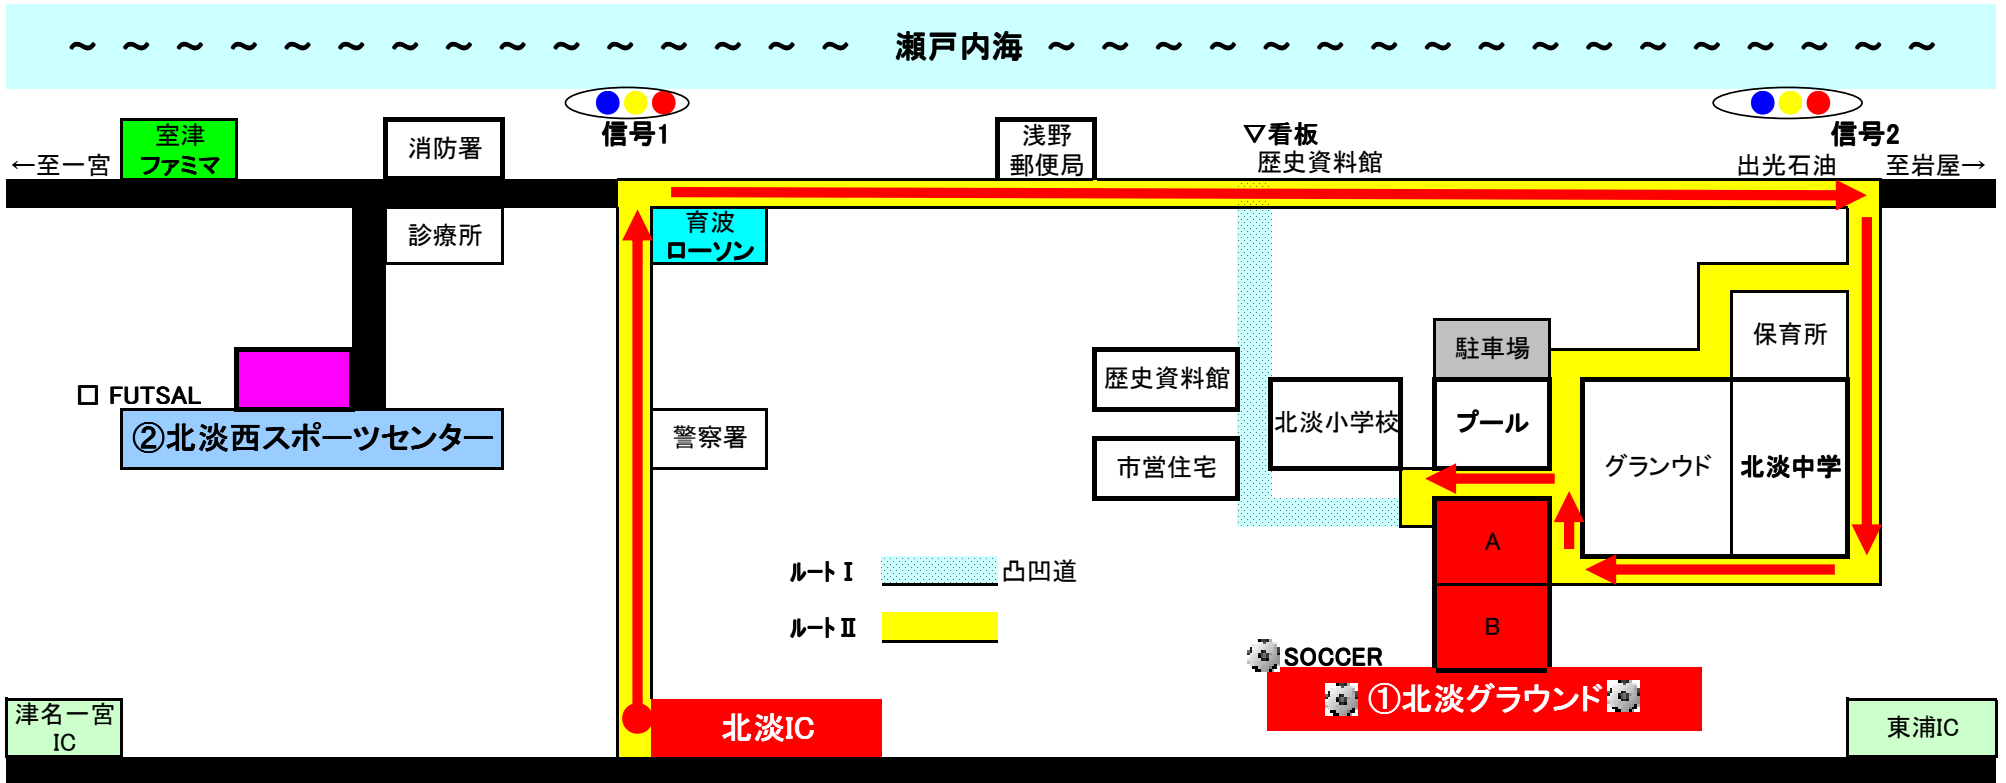 ～ ～ ～ ～ ～ ～ ～ ～ ～ ～ ～ ～ ～ ～ ～ 瀬戸内海 ～ ～ ～ ～ ～ ～ ～ ～ ～ ～ ～ ～ ～ ～ ～ ～ ～
信号1
信号2
室津
ファミマ
消防署
浅野
郵便局
▽看板
歴史資料館
出光石油
←至一宮
至岩屋→
診療所
育波
ローソン
保育所
駐車場
歴史資料館
□ FUTSAL
②北淡西スポーツセンター
警察署
北淡小学校
プール
グランウド
北淡中学
市営住宅
A
B
ルートⅠ
凸凹道
ルートⅡ
SOCCER
①北淡グラウンド
津名一宮
IC
北淡IC
東浦IC